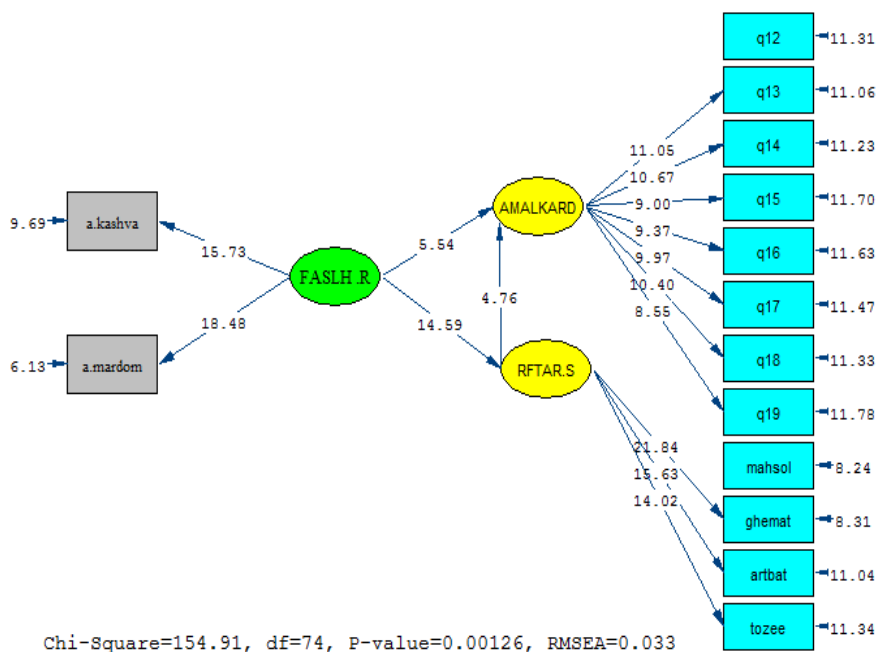 q12 11.31
q13 11.06
11.05
q14 11.23
10.67
AMALKARD
q15 11.70
9.00
9.69 a.kashva
15.73
5.54
9.37
q16 11.63
9.97
FASLH.R
10.40
4.76
q17 11.47
8.55
18.48
14.59
q18 11.33
6.13 a.mardom
RFTAR.S
q19 11.78
21.84
mahsol 8.24
15.63
14.02
ghemat 8.31
artbat 11.04
tozee 11.34
Chi-Square=154.91, df=74, P-value=0.00126, RMSEA=0.033